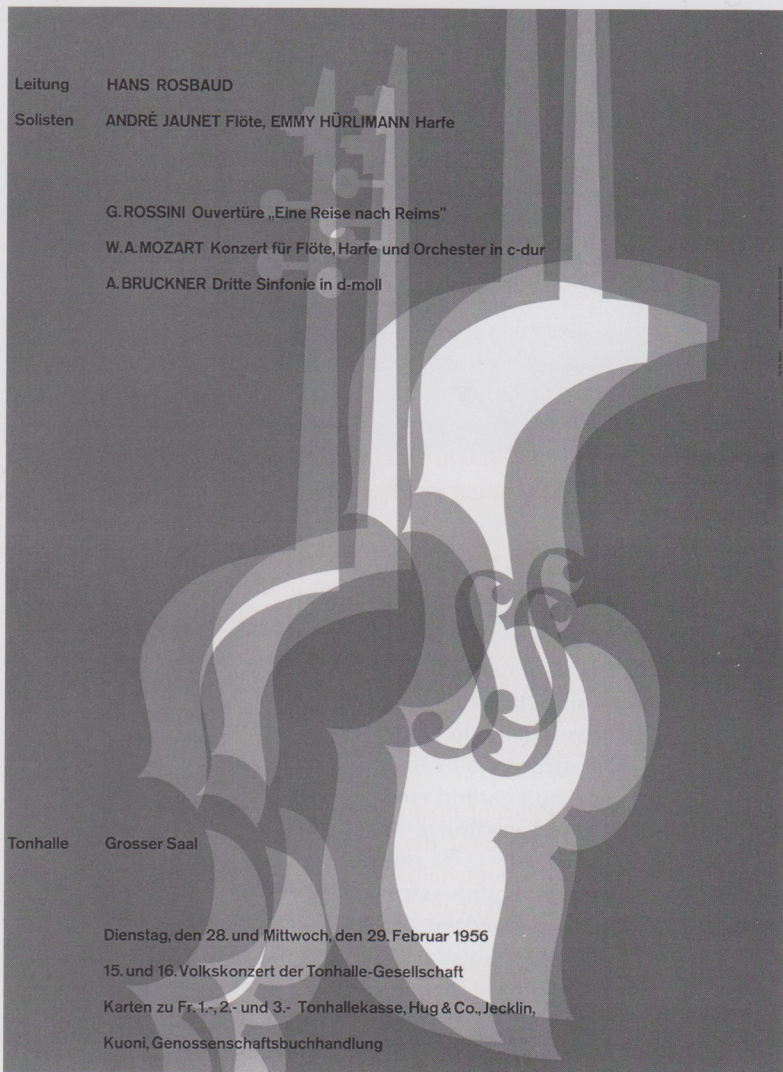 Leitung HANS ROSBAUD
Solisten ANDRÉ JAUNET Flöte, EMMY HÜRLIMANN Harfe
G. ROSSINI Ouvertüre „Eine Reise nach Reims"
W. A. MOZART Konzert für Flöte, Harfe und Orchester in c-dur
A. BRUCKNER Dritte Sinfonie in d-moll
Tonhalle Grosser Saal
Dienstag, den 28. und Mittwoch, den 29. Februar 1956
15. und 16. Volkskonzert der Tonhalle-Gesellschaft
Karten zu Fr. 1.-, 2.- und 3.- Tonhallekasse, Hug & Co., Jecklin,
Kuoni, Genossenschaftsbuchhandlung